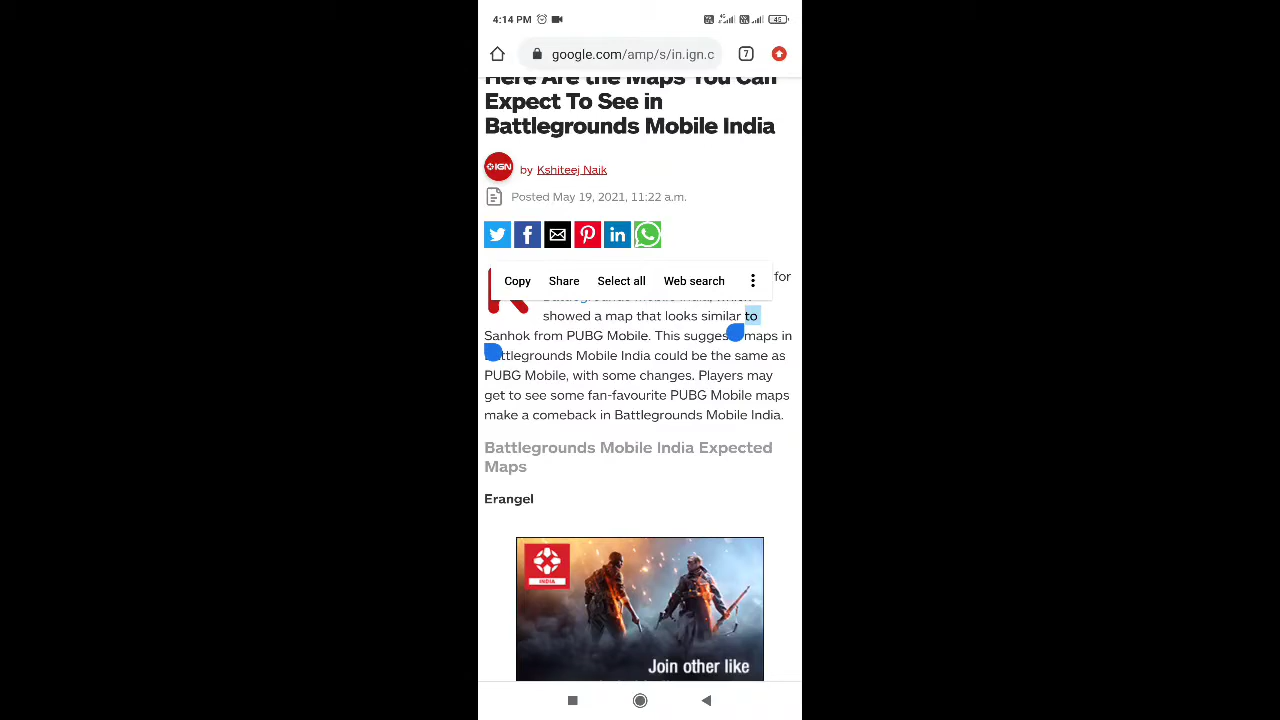 4:14 PM
45
google.com/amp/s/in.ign.c
7
Here Are the Maps You Can
Expect To See in
Battlegrounds Mobile India
IGN
by Kshiteej Naik
Posted May 19, 2021, 11:22 a.m.
Copy Share Select all Web search
for
showed a map that looks similar to
Sanhok from PUBG Mobile. This maps in
Battlegrounds Mobile India could be the same as
PUBG Mobile, with some changes. Players may
get to see some fan-favourite PUBG Mobile maps
make a comeback in Battlegrounds Mobile India.
Battlegrounds Mobile India Expected
Maps
Erangel
INDIA
Join other like